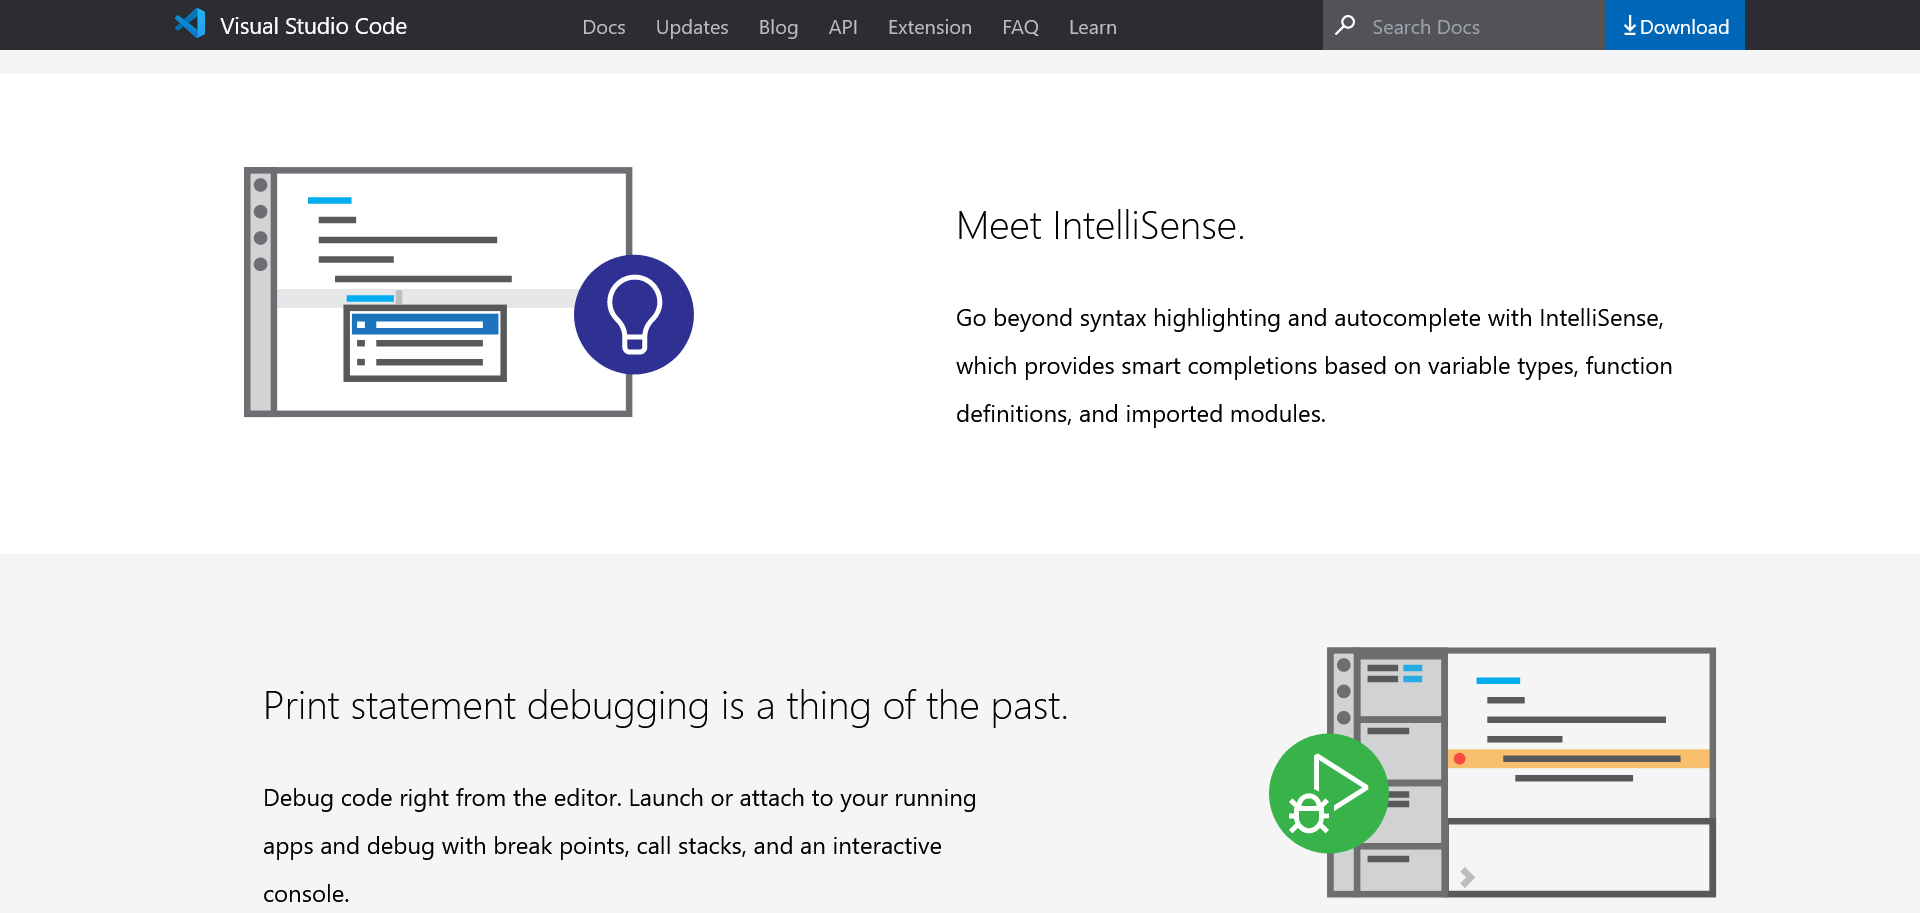 Visual Studio Code
Docs Updates Blog API Extension FAQ Learn
Search Docs
Download
Meet IntelliSense.
Go beyond syntax highlighting and autocomplete with IntelliSense,
which provides smart completions based on variable types, function
definitions, and imported modules.
Print statement debugging is a thing of the past.
Debug code right from the editor. Launch or attach to your running
apps and debug with break points, call stacks, and an interactive
console.